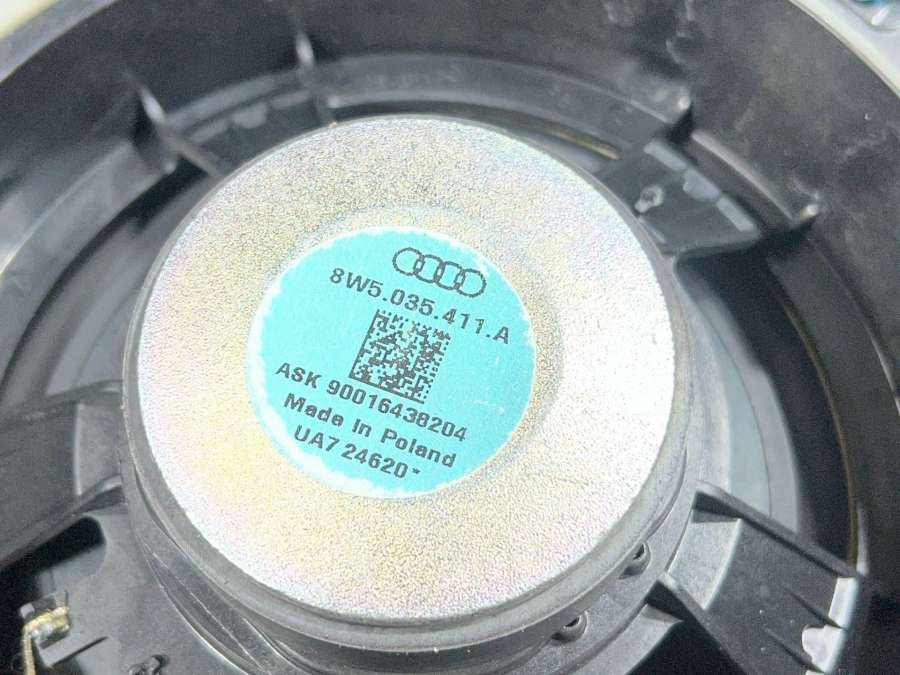 8W5.035.411.A
ASK 90016438204
Made In Poland
UA7 24620*